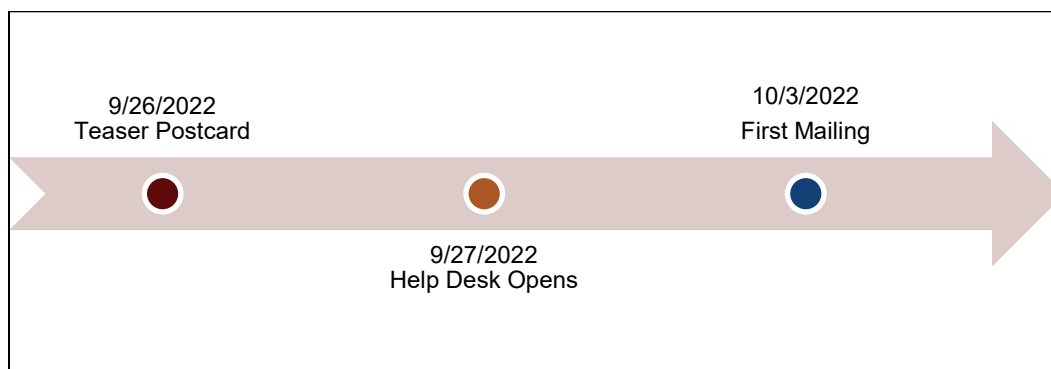 9/26/2022
Teaser Postcard
9/27/2022
Help Desk Opens
10/3/2022
First Mailing